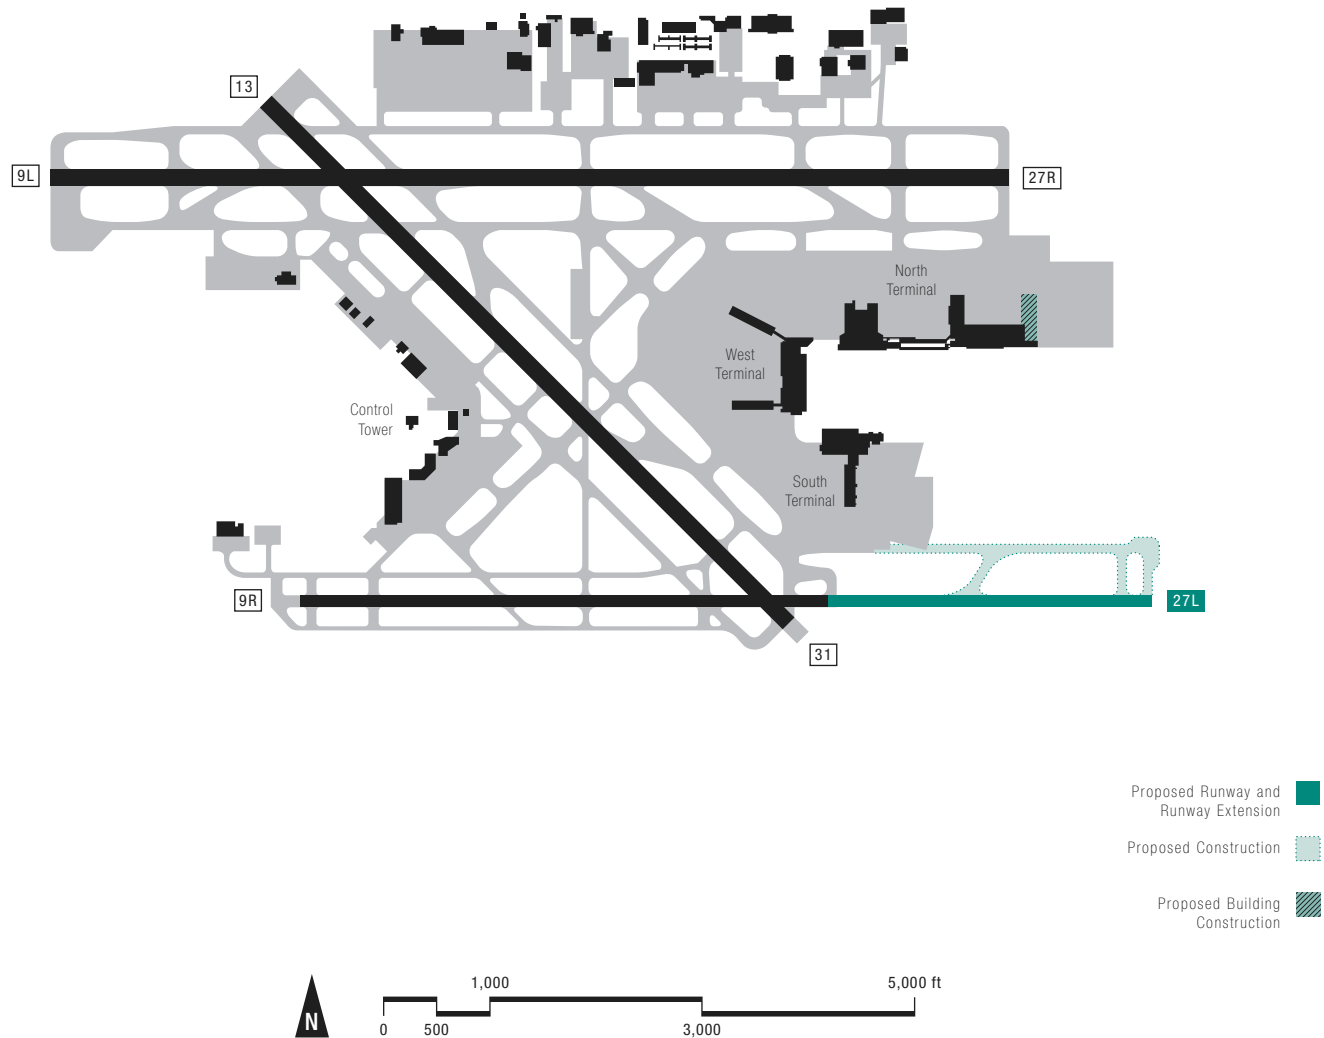 13
9L
27R
North
Terminal
West
Terminal
Control
Tower
South
Terminal
9R
27L
31
Proposed Runway and
Runway Extension
Proposed Construction
Proposed Building
Construction
N
1,000
5,000 ft
0
500
3,000